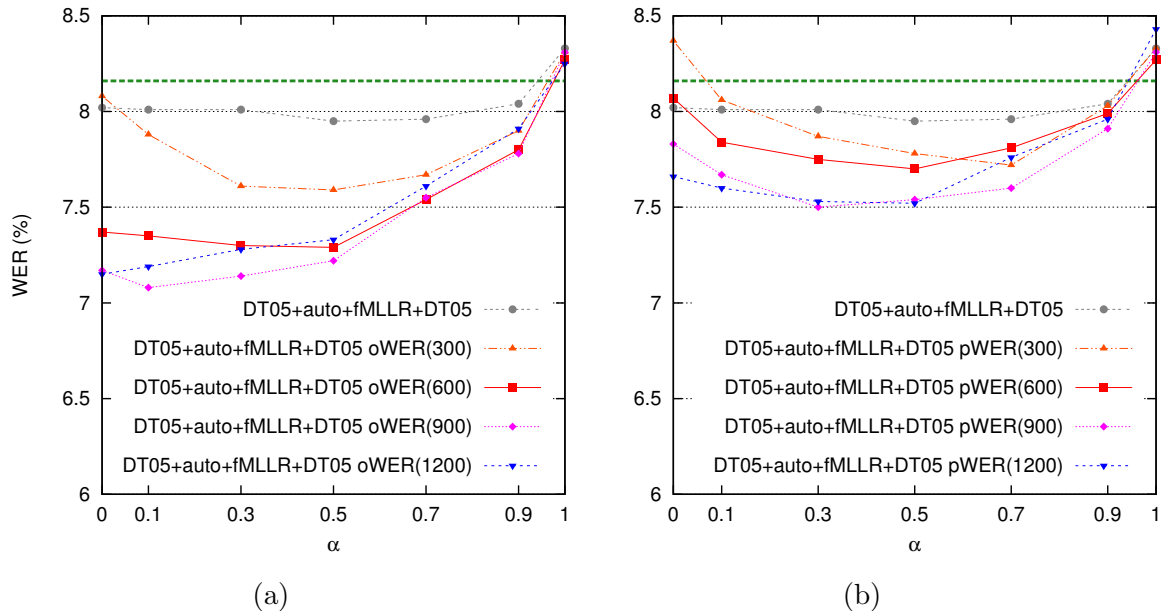 8.5
8
7.5
7
6.5
6
WER (%)
0
0.1
0.3
0.5
0.7
0.9
1
α
DT05+auto+fMLLR+DT05
DT05+auto+fMLLR+DT05 oWER(300)
DT05+auto+fMLLR+DT05 oWER(600)
DT05+auto+fMLLR+DT05 oWER(900)
DT05+auto+fMLLR+DT05 oWER(1200)
(a)
8.5
8
7.5
7
6.5
6
0
0.1
0.3
0.5
0.7
0.9
1
α
DT05+auto+fMLLR+DT05
DT05+auto+fMLLR+DT05 pWER(300)
DT05+auto+fMLLR+DT05 pWER(600)
DT05+auto+fMLLR+DT05 pWER(900)
DT05+auto+fMLLR+DT05 pWER(1200)
(b)